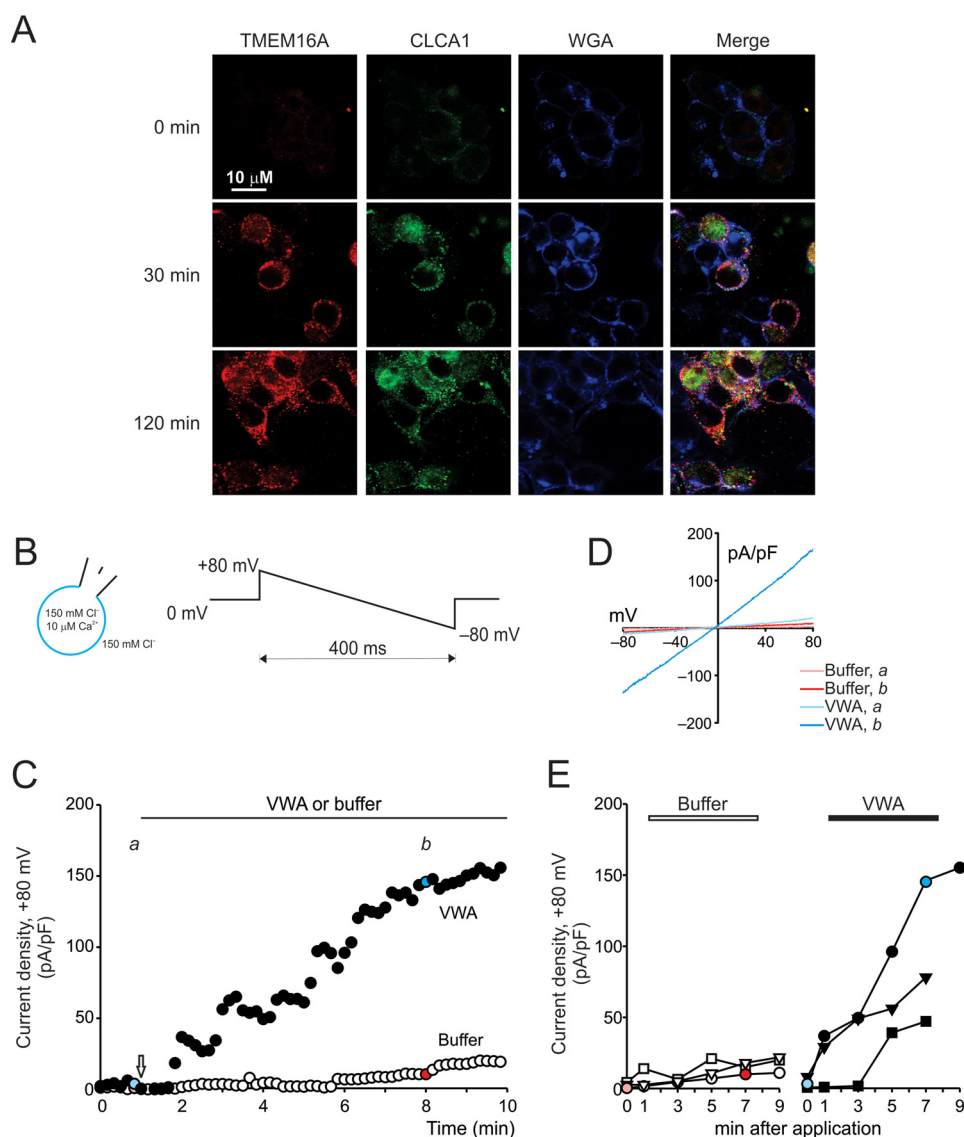 A
TMEM16A CLCA1 WGA Merge
0 min
10 µM
30 min
120 min
B
+80 mV
0 mV
–80 mV
400 ms
150 mM Cl⁻
10 µM Ca²⁺
150 mM Cl⁻
D
pA/pF
mV
200
100
–100
–200
–80 –40 0 40 80
Buffer, a
Buffer, b
VWA, a
VWA, b
C
VWA or buffer
a b
VWA
Buffer
Current density, +80 mV
(pA/pF)
200
150
100
50
0
0 2 4 6 8 10
Time (min)
E
Buffer VWA
Current density, +80 mV
(pA/pF)
200
150
100
50
0
0 1 3 5 7 9 0 1 3 5 7 9
min after application